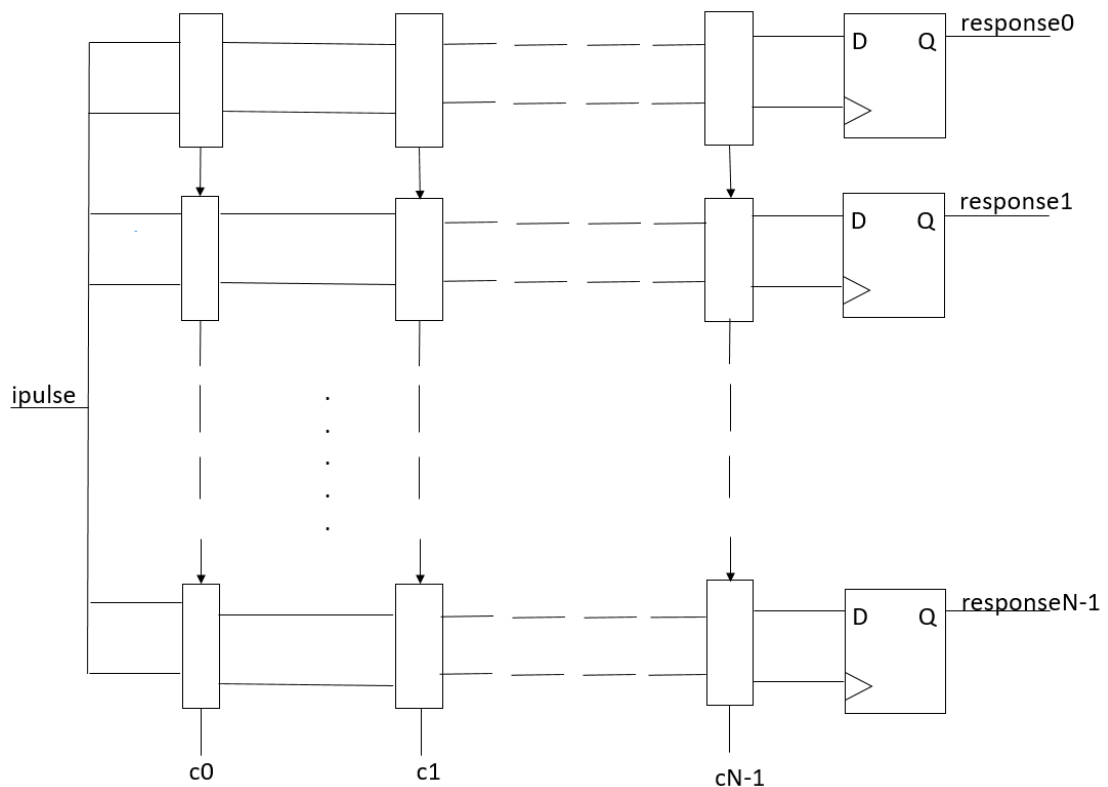 response0
D Q
response1
D Q
ipulse
responseN-1
D Q
c0 c1 cN-1